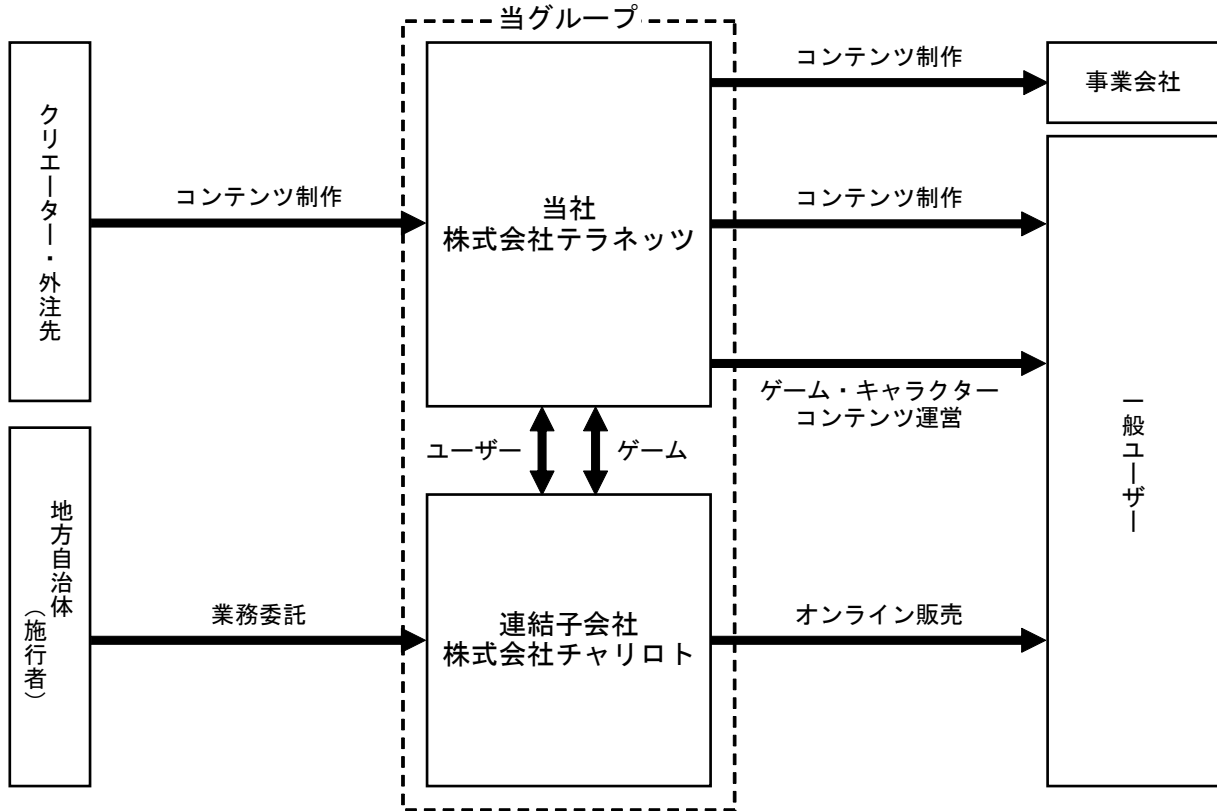 当グループ
クリエーター・外注先
コンテンツ制作
当社
株式会社テラネッツ
コンテンツ制作
事業会社
コンテンツ制作
ゲーム・キャラクター
コンテンツ運営
一般ユーザー
ユーザー
ゲーム
地方自治体
（施行者）
業務委託
連結子会社
株式会社チャリロト
オンライン販売